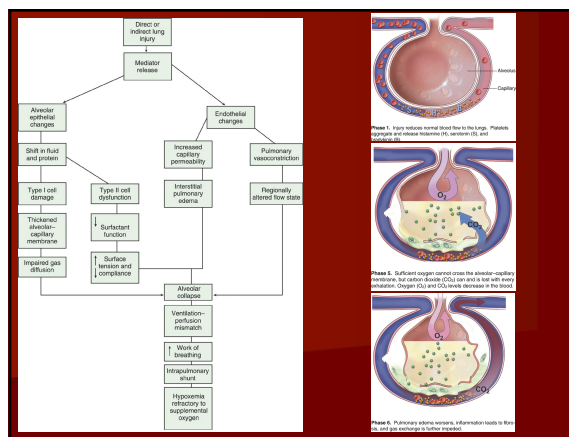 Direct or
indirect lung
injury
Mediator
release
Alveolar
epithelial
changes
Endothelial
changes
Shift in fluid
and protein
Increased
capillary
permeability
Pulmonary
vasoconstriction
Type I cell
damage
Type II cell
dysfunction
Interstitial
pulmonary
edema
Regionally
altered flow state
Thickened
alveolar–
capillary
membrane
↓ Surfactant
function
Impaired gas
diffusion
↑ Surface
↓ tension and
compliance
Alveolar
collapse
Ventilation–
perfusion
mismatch
↑ Work of
breathing
Intrapulmonary
shunt
Hypoxemia
refractory to
supplemental
oxygen
Alveolus
Capillary
Phase 1. Injury reduces normal blood flow to the lungs. Platelets
aggregate and release histamine (H), serotonin (S), and
O₂
CO₂
Phase 5. Sufficient oxygen cannot cross the alveolar–capillary
membrane, but carbon dioxide (CO₂) can and is lost with every
exhalation. Oxygen (O₂) and CO₂ levels decrease in the blood.
O₂
CO₂
Phase 6. Pulmonary edema worsens, inflammation leads to fibro-
sis, and gas exchange is further impeded.